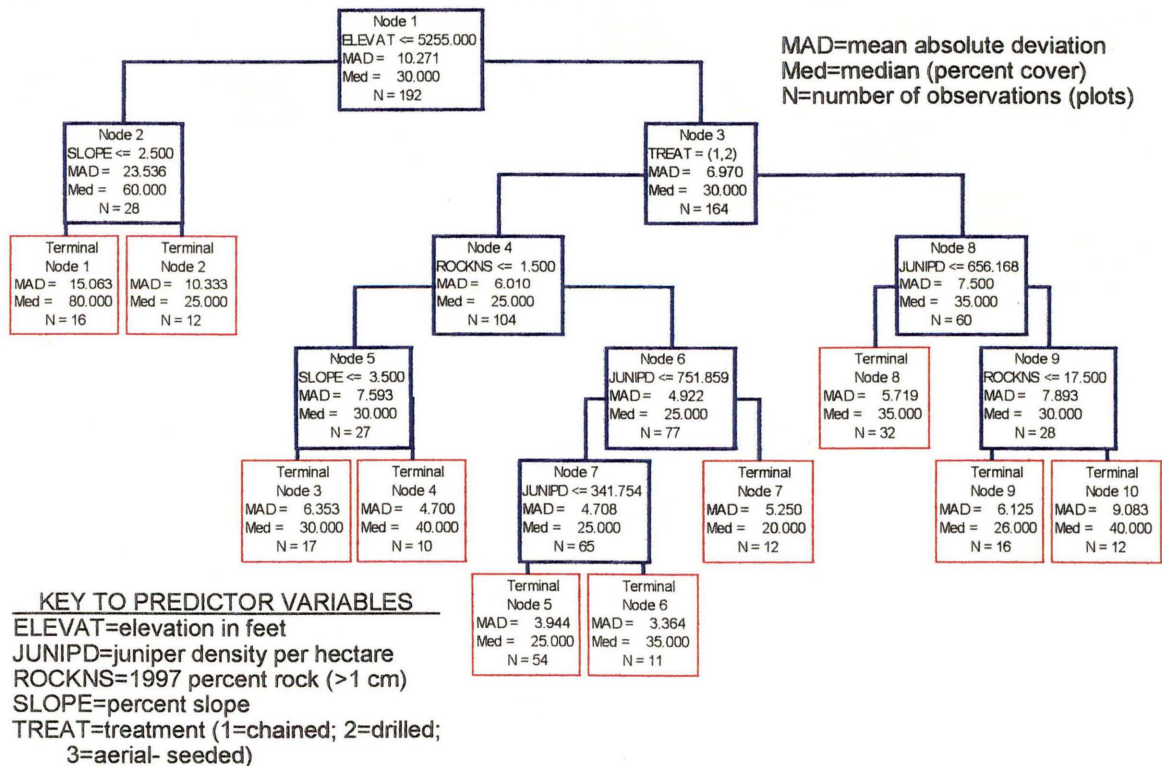 Node 1
ELEVAT <= 5255.000
MAD = 10.271
Med = 30.000
N = 192
MAD=mean absolute deviation
Med=median (percent cover)
N=number of observations (plots)
Node 2
SLOPE <= 2.500
MAD = 23.536
Med = 60.000
N = 28
Node 3
TREAT = (1,2)
MAD = 6.970
Med = 30.000
N = 164
Terminal
Node 1
MAD = 15.063
Med = 80.000
N = 16
Terminal
Node 2
MAD = 10.333
Med = 25.000
N = 12
Node 4
ROCKNS <= 1.500
MAD = 6.010
Med = 25.000
N = 104
Node 8
JUNIPD <= 656.168
MAD = 7.500
Med = 35.000
N = 60
Node 5
SLOPE <= 3.500
MAD = 7.593
Med = 30.000
N = 27
Node 6
JUNIPD <= 751.859
MAD = 4.922
Med = 25.000
N = 77
Terminal
Node 8
MAD = 5.719
Med = 35.000
N = 32
Node 9
ROCKNS <= 17.500
MAD = 7.893
Med = 30.000
N = 28
Terminal
Node 3
MAD = 6.353
Med = 30.000
N = 17
Terminal
Node 4
MAD = 4.700
Med = 40.000
N = 10
Node 7
JUNIPD <= 341.754
MAD = 4.708
Med = 25.000
N = 65
Terminal
Node 7
MAD = 5.250
Med = 20.000
N = 12
Terminal
Node 9
MAD = 6.125
Med = 26.000
N = 16
Terminal
Node 10
MAD = 9.083
Med = 40.000
N = 12
Terminal
Node 5
MAD = 3.944
Med = 25.000
N = 54
Terminal
Node 6
MAD = 3.364
Med = 35.000
N = 11
KEY TO PREDICTOR VARIABLES
ELEVAT=elevation in feet
JUNIPD=juniper density per hectare
ROCKNS=1997 percent rock (>1 cm)
SLOPE=percent slope
TREAT=treatment (1=chained; 2=drilled;
3=aerial- seeded)